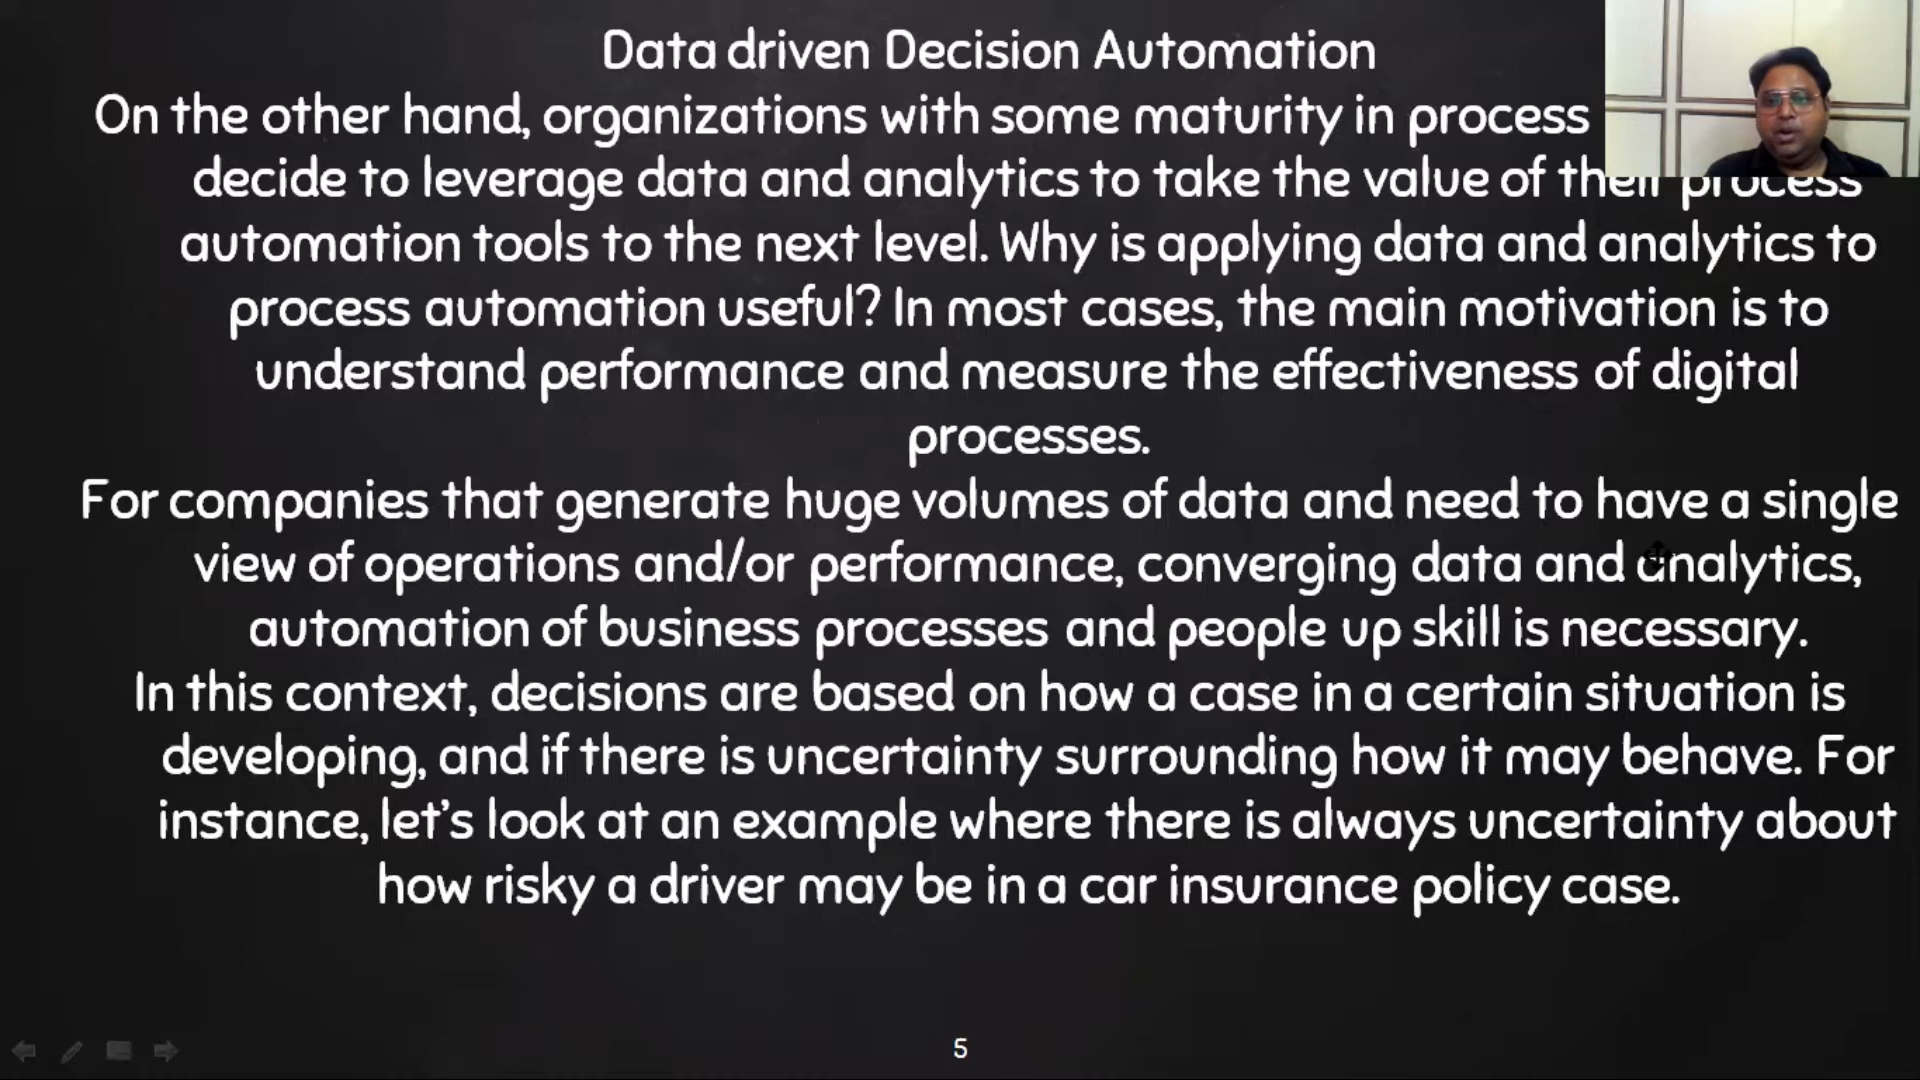 Data driven Decision Automation
On the other hand, organizations with some maturity in process
decide to leverage data and analytics to take the value of their process
automation tools to the next level. Why is applying data and analytics to
process automation useful? In most cases, the main motivation is to
understand performance and measure the effectiveness of digital
processes.
For companies that generate huge volumes of data and need to have a single
view of operations and/or performance, converging data and analytics,
automation of business processes and people up skill is necessary.
In this context, decisions are based on how a case in a certain situation is
developing, and if there is uncertainty surrounding how it may behave. For
instance, let's look at an example where there is always uncertainty about
how risky a driver may be in a car insurance policy case.
5